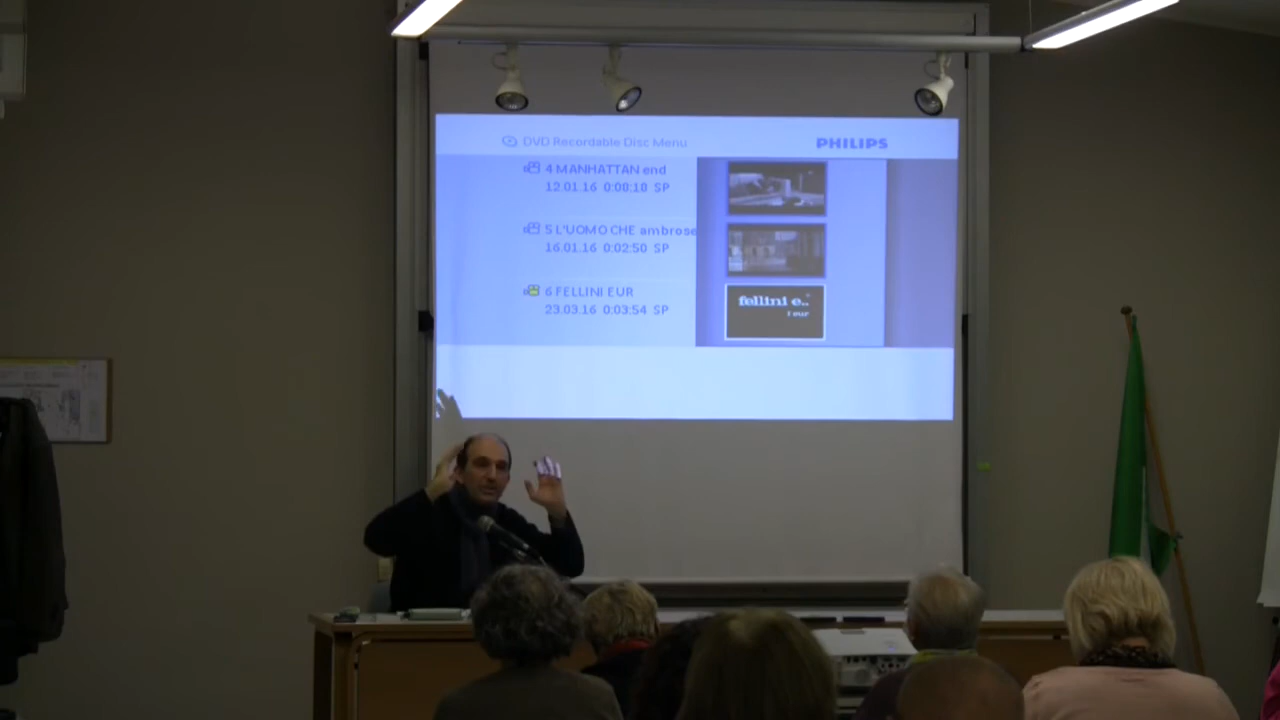 DVD Recordable Disc Menu
PHILIPS
4 MANHATTAN end
12.01.16 0:08:18 SP
5 L'UOMO CHE ambrose
16.01.16 0:02:50 SP
6 FELLINI EUR
23.03.16 0:03:54 SP
fellini e..
l eur